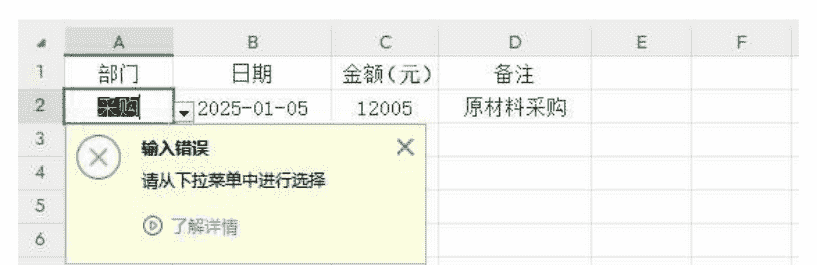 A B C D E F
1 部门 日期 金额(元) 备注
2 采购 2025-01-05 12005 原材料采购
3 输入错误
请从下拉菜单中进行选择
4
5 了解详情
6